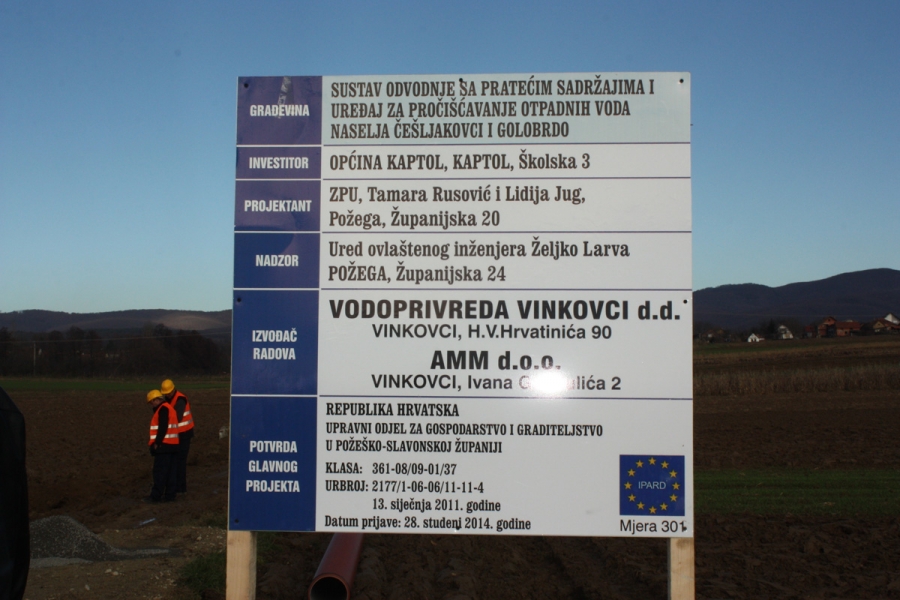 GRAĐEVINA
SUSTAV ODVODNJE SA PRATEĆIM SADRŽAJIMA I
UREĐAJ ZA PROČIŠĆAVANJE OTPADNIH VODA
NASELJA ČEŠLJAKOVCI I GOLOBRDO
INVESTITOR
OPĆINA KAPTOL, KAPTOL, Školska 3
PROJEKTANT
ZPU, Tamara Rusović i Lidija Jug,
Požega, Županijska 20
NADZOR
Ured ovlaštenog inženjera Željko Larva
POŽEGA, Županijska 24
IZVOĐAČ
RADOVA
VODOPRIVREDA VINKOVCI d.d.
VINKOVCI, H.V.Hrvatinića 90
AMM d.o.o.
VINKOVCI, Ivana 2
POTVRDA
GLAVNOG
PROJEKTA
REPUBLIKA HRVATSKA
UPRAVNI ODJEL ZA GOSPODARSTVO I GRADITELJSTVO
U POŽEŠKO-SLAVONSKOJ ŽUPANIJI
KLASA: 361-08/09-01/37
URBROJ: 2177/1-06-06/11-11-4
13. siječnja 2011. godine
Datum prijave: 28. studeni 2014. godine
IPARD
Mjera 301